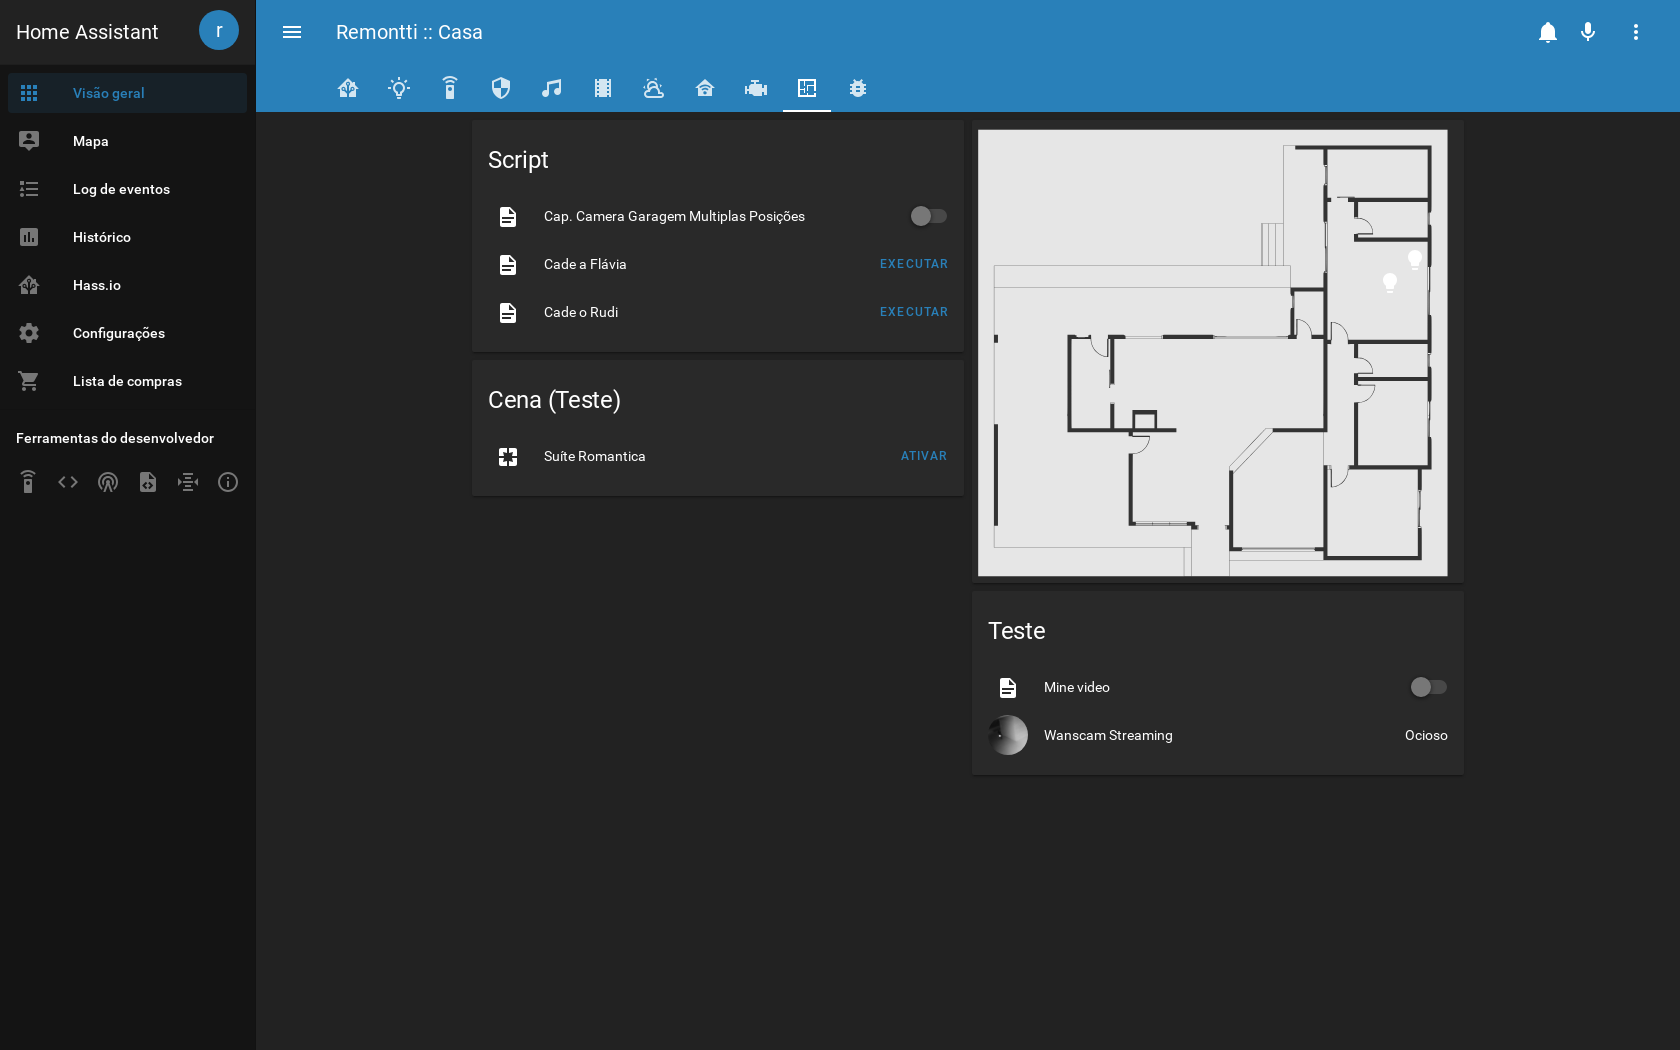 Home Assistant
r
Remontti :: Casa
Visão geral
Mapa
Log de eventos
Histórico
Hass.io
Configurações
Lista de compras
Ferramentas do desenvolvedor
Script
Cap. Camera Garagem Multiplas Posições
Cade a Flávia EXECUTAR
Cade o Rudi EXECUTAR
Cena (Teste)
Suíte Romantica ATIVAR
Teste
Mine video
Wanscam Streaming Ocioso